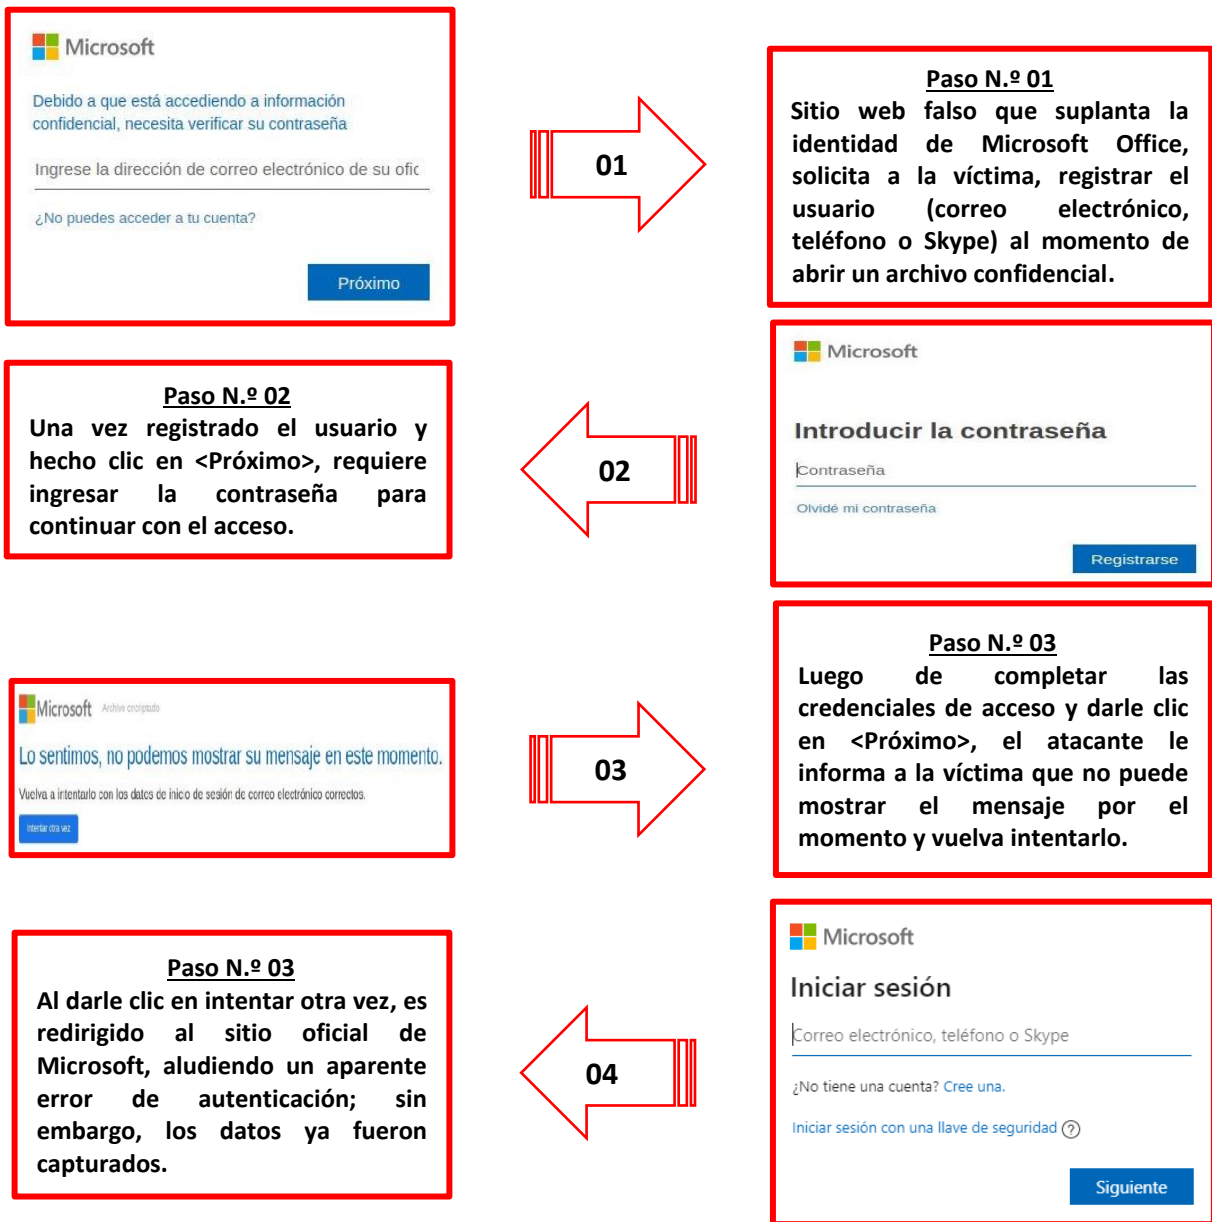 Microsoft
Debido a que está accediendo a información
confidencial, necesita verificar su contraseña
Ingrese la dirección de correo electrónico de su ofic
¿No puedes acceder a tu cuenta?
Próximo
01
Paso N.º 01
Sitio web falso que suplanta la
identidad de Microsoft Office,
solicita a la víctima, registrar el
usuario (correo electrónico,
teléfono o Skype) al momento de
abrir un archivo confidencial.
Paso N.º 02
Una vez registrado el usuario y
hecho clic en <Próximo>, requiere
ingresar la contraseña para
continuar con el acceso.
02
Microsoft
Introducir la contraseña
Contraseña
Olvidé mi contraseña
Registrarse
Microsoft Archivo encriptado
Lo sentimos, no podemos mostrar su mensaje en este momento.
Vuelva a intentarlo con los datos de inicio de sesión de correo electrónico correctos.
Intentar otra vez
03
Paso N.º 03
Luego de completar las
credenciales de acceso y darle clic
en <Próximo>, el atacante le
informa a la víctima que no puede
mostrar el mensaje por el
momento y vuelva intentarlo.
Paso N.º 03
Al darle clic en intentar otra vez, es
redirigido al sitio oficial de
Microsoft, aludiendo un aparente
error de autenticación; sin
embargo, los datos ya fueron
capturados.
04
Microsoft
Iniciar sesión
Correo electrónico, teléfono o Skype
¿No tiene una cuenta? Cree una.
Iniciar sesión con una llave de seguridad ?
Siguiente